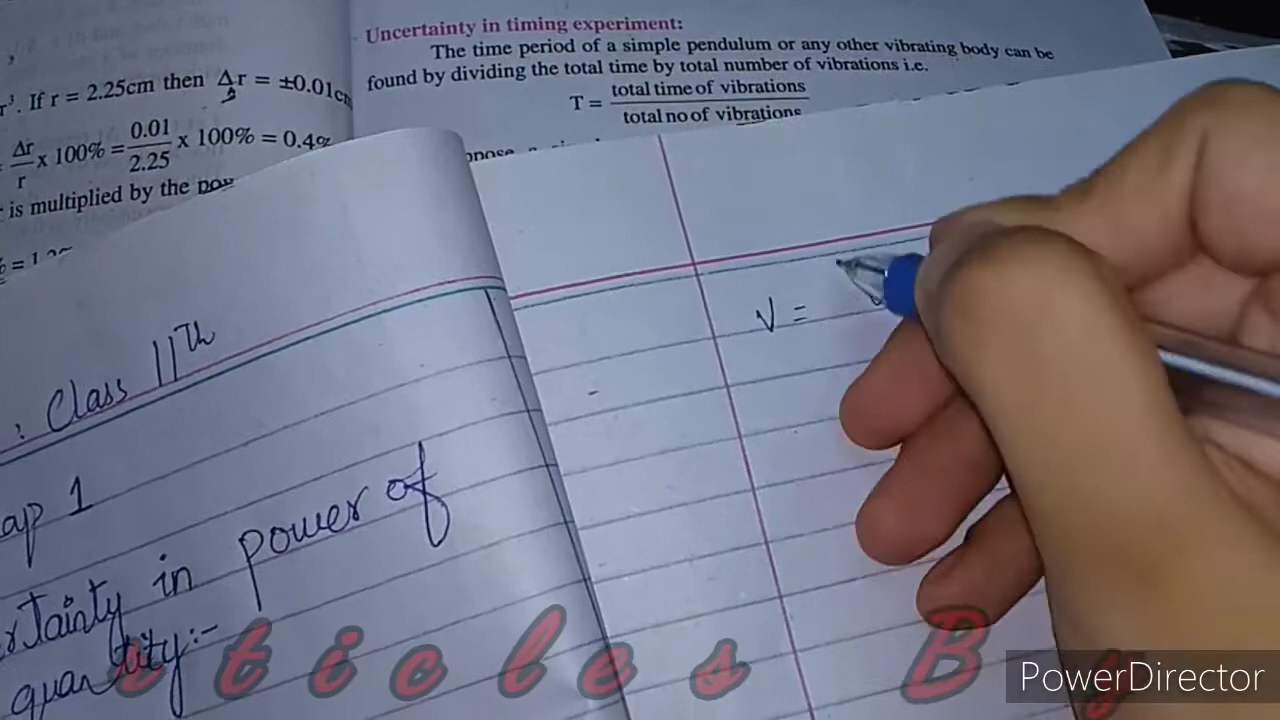 r³. If r = 2.25cm then Δr = ±0.01cm
Δr/r x 100% = 0.01/2.25 x 100% = 0.4%
is multiplied by the
Uncertainty in timing experiment:
The time period of a simple pendulum or any other vibrating body can be
found by dividing the total time by total number of vibrations i.e.
T = total time of vibrations / total no of vibrations
: Class 11th
ap 1
rtainty in power of
quantity:-
V =
t i c l e s B
PowerDirector